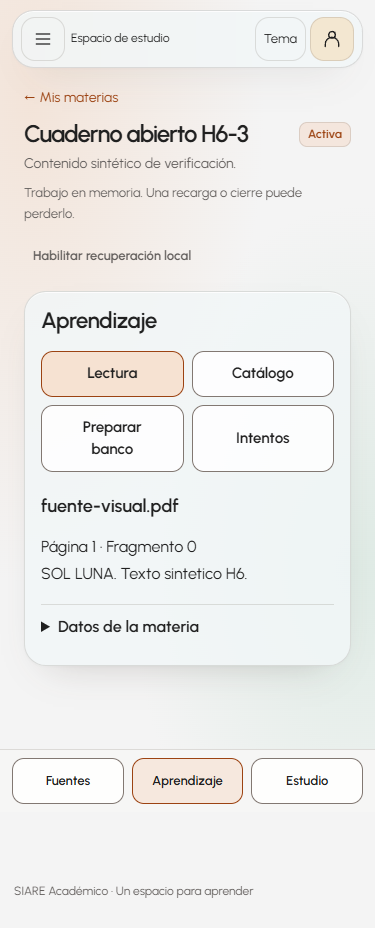 Espacio de estudio
Tema
← Mis materias
Cuaderno abierto H6-3
Activa
Contenido sintético de verificación.
Trabajo en memoria. Una recarga o cierre puede
perderlo.
Habilitar recuperación local
Aprendizaje
Lectura
Catálogo
Preparar
banco
Intentos
fuente-visual.pdf
Página 1 · Fragmento 0
SOL LUNA. Texto sintetico H6.
Datos de la materia
Fuentes
Aprendizaje
Estudio
SIARE Académico · Un espacio para aprender